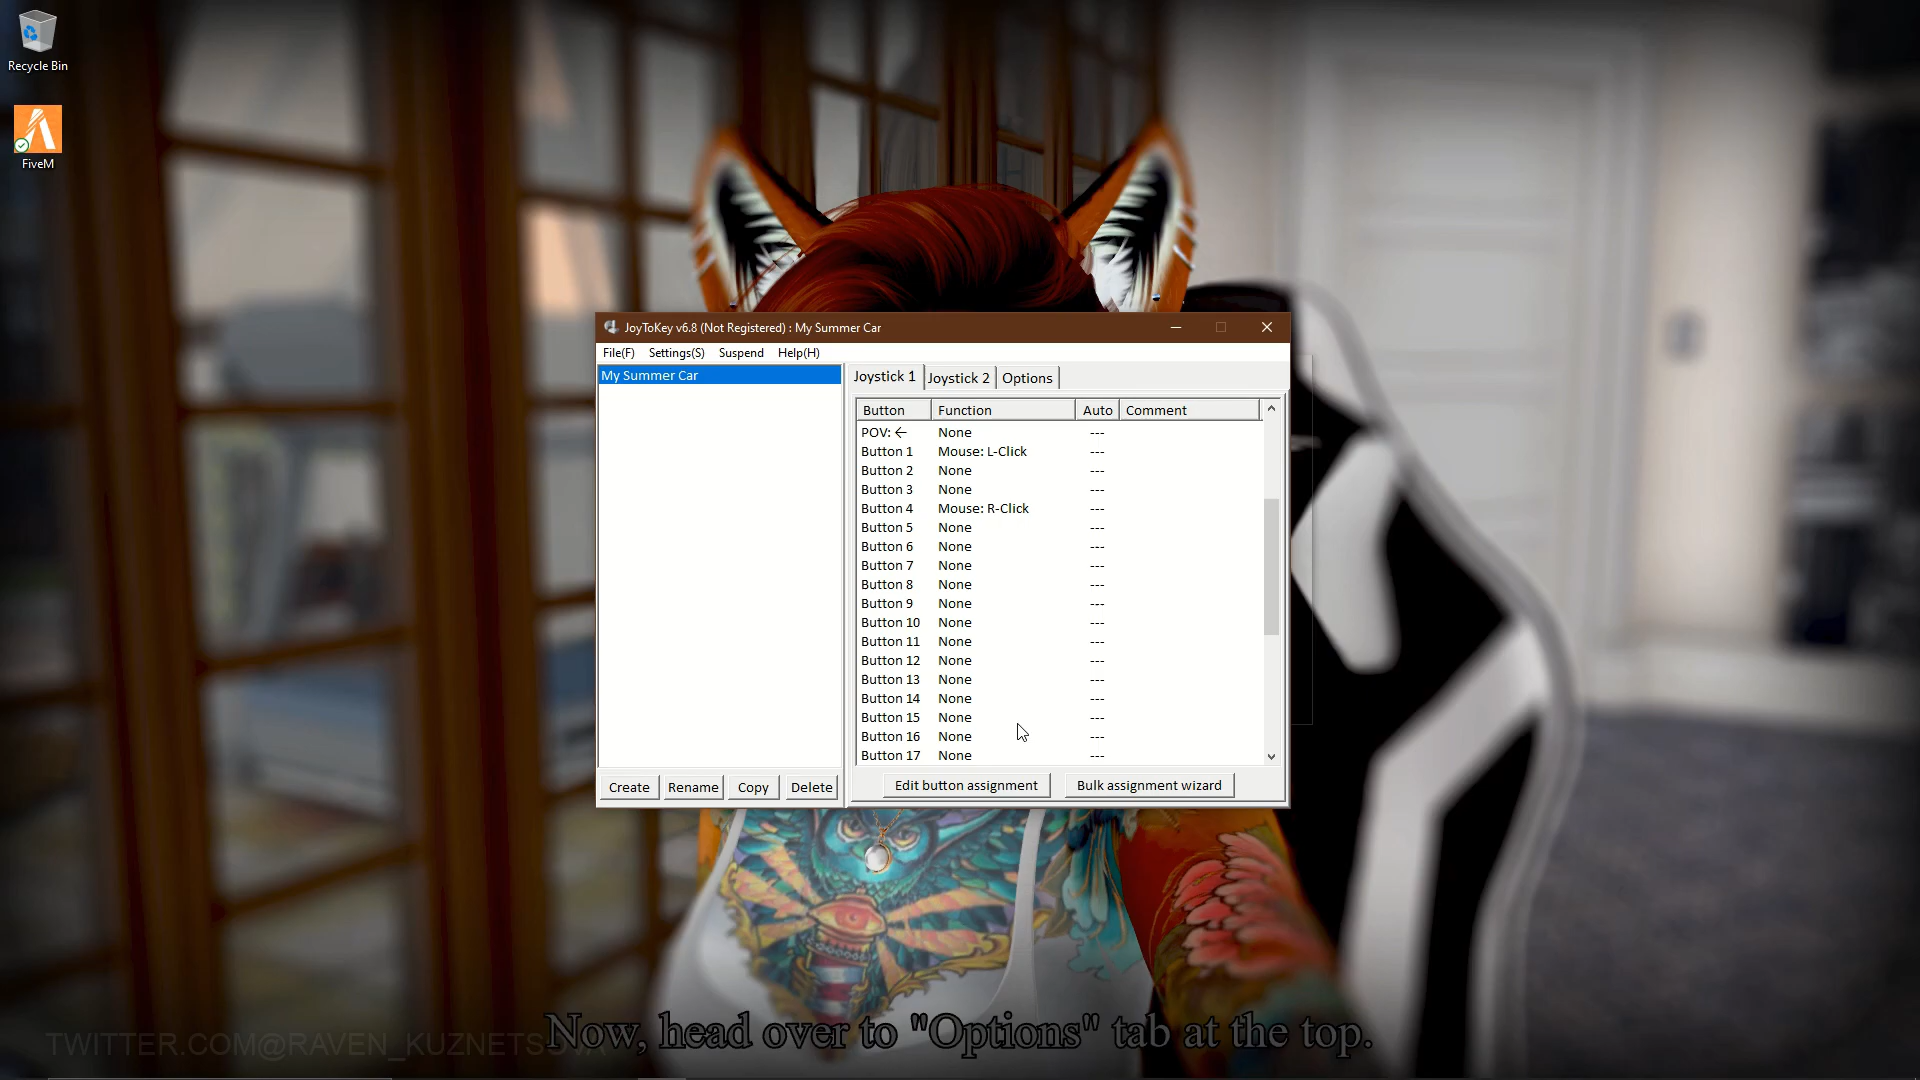 Recycle Bin
FiveM
JoyToKey v6.8 (Not Registered) : My Summer Car
File(F) Settings(S) Suspend Help(H)
My Summer Car
Joystick 1 Joystick 2 Options
Button Function Auto Comment
POV: ← None ---
Button 1 Mouse: L-Click ---
Button 2 None ---
Button 3 None ---
Button 4 Mouse: R-Click ---
Button 5 None ---
Button 6 None ---
Button 7 None ---
Button 8 None ---
Button 9 None ---
Button 10 None ---
Button 11 None ---
Button 12 None ---
Button 13 None ---
Button 14 None ---
Button 15 None ---
Button 16 None ---
Button 17 None ---
Create Rename Copy Delete
Edit button assignment Bulk assignment wizard
Now, head over to "Options" tab at the top.